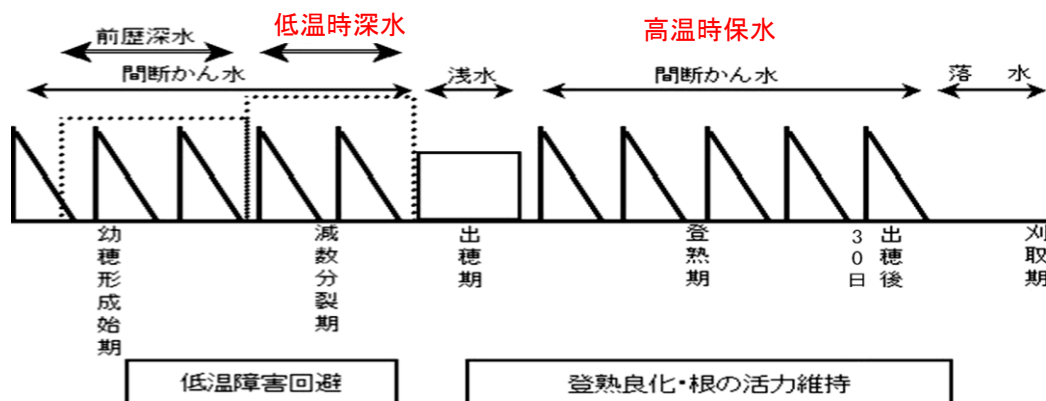 低温時深水
高温時保水
前歴深水
間断かん水
浅水
間断かん水
落 水
幼穂形成始期
減数分裂期
出穂期
登熟期
出穂後
30日
刈取期
低温障害回避
登熟良化・根の活力維持